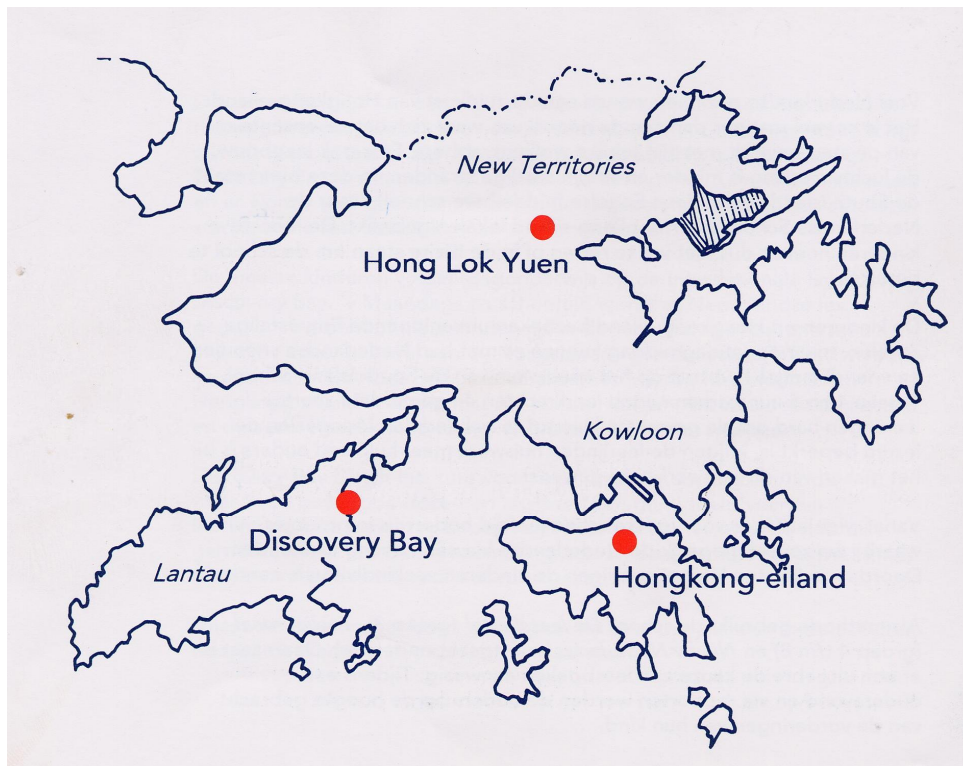 New Territories
Hong Lok Yuen
Kowloon
Discovery Bay
Lantau
Hongkong-eiland